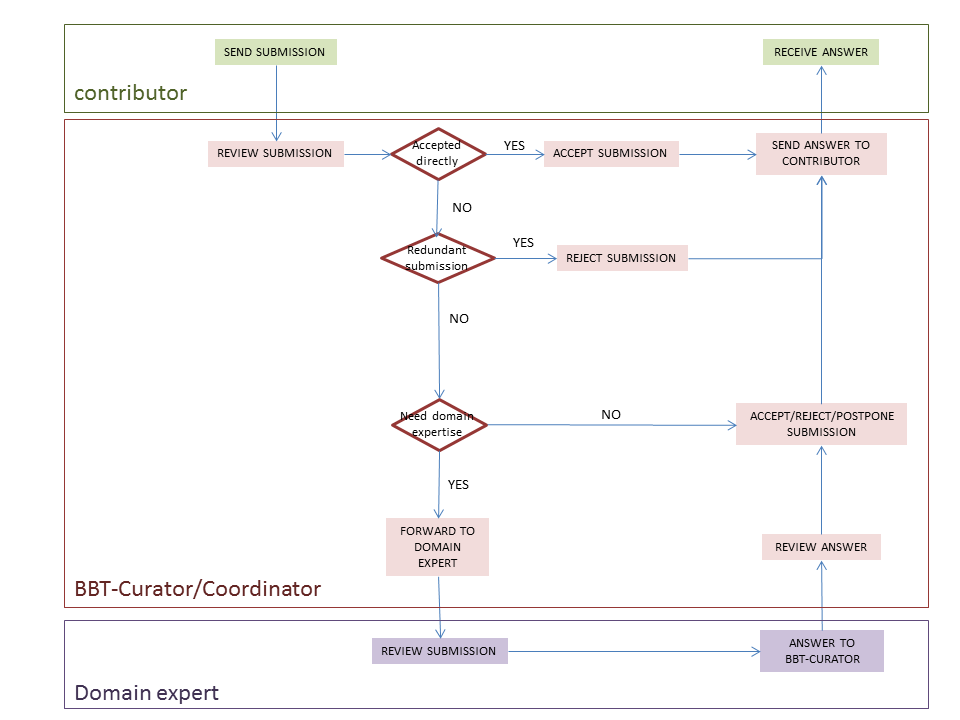 SEND SUBMISSION
RECEIVE ANSWER
contributor
REVIEW SUBMISSION
Accepted
directly
YES
ACCEPT SUBMISSION
SEND ANSWER TO
CONTRIBUTOR
NO
Redundant
submission
YES
REJECT SUBMISSION
NO
Need domain
expertise
NO
ACCEPT/REJECT/POSTPONE
SUBMISSION
YES
FORWARD TO
DOMAIN
EXPERT
REVIEW ANSWER
BBT-Curator/Coordinator
REVIEW SUBMISSION
ANSWER TO
BBT-CURATOR
Domain expert